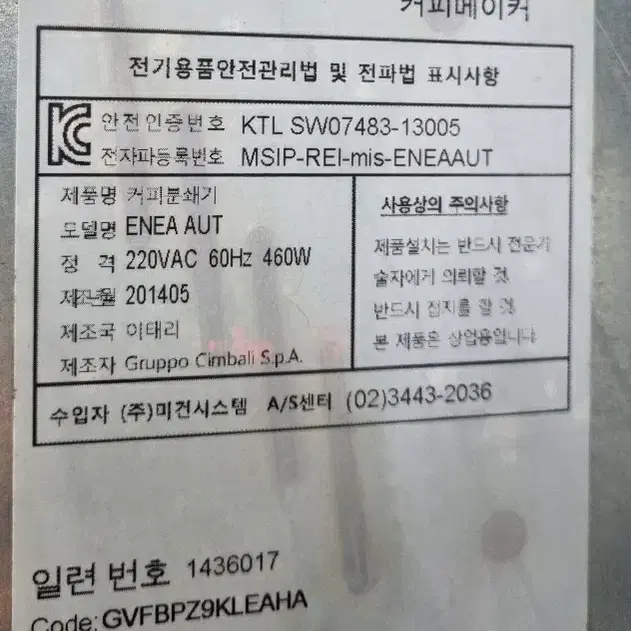 커피메이커
전기용품안전관리법 및 전파법 표시사항
안전인증번호 KTL SW07483-13005
전자파등록번호 MSIP-REI-mis-ENEAAUT
제품명 커피분쇄기
모델명 ENEA AUT
정 격 220VAC 60Hz 460W
제조년월 201405
제조국 이태리
제조자 Gruppo Cimbali S.p.A.
사용상의 주의사항
제품설치는 반드시 전문기
술자에게 의뢰할 것.
반드시 접지를 할 것.
본 제품은 상업용입니다.
수입자 (주)미건시스템 A/S센터 (02)3443-2036
일련 번호 1436017
Code: GVFBPZ9KLEAHA